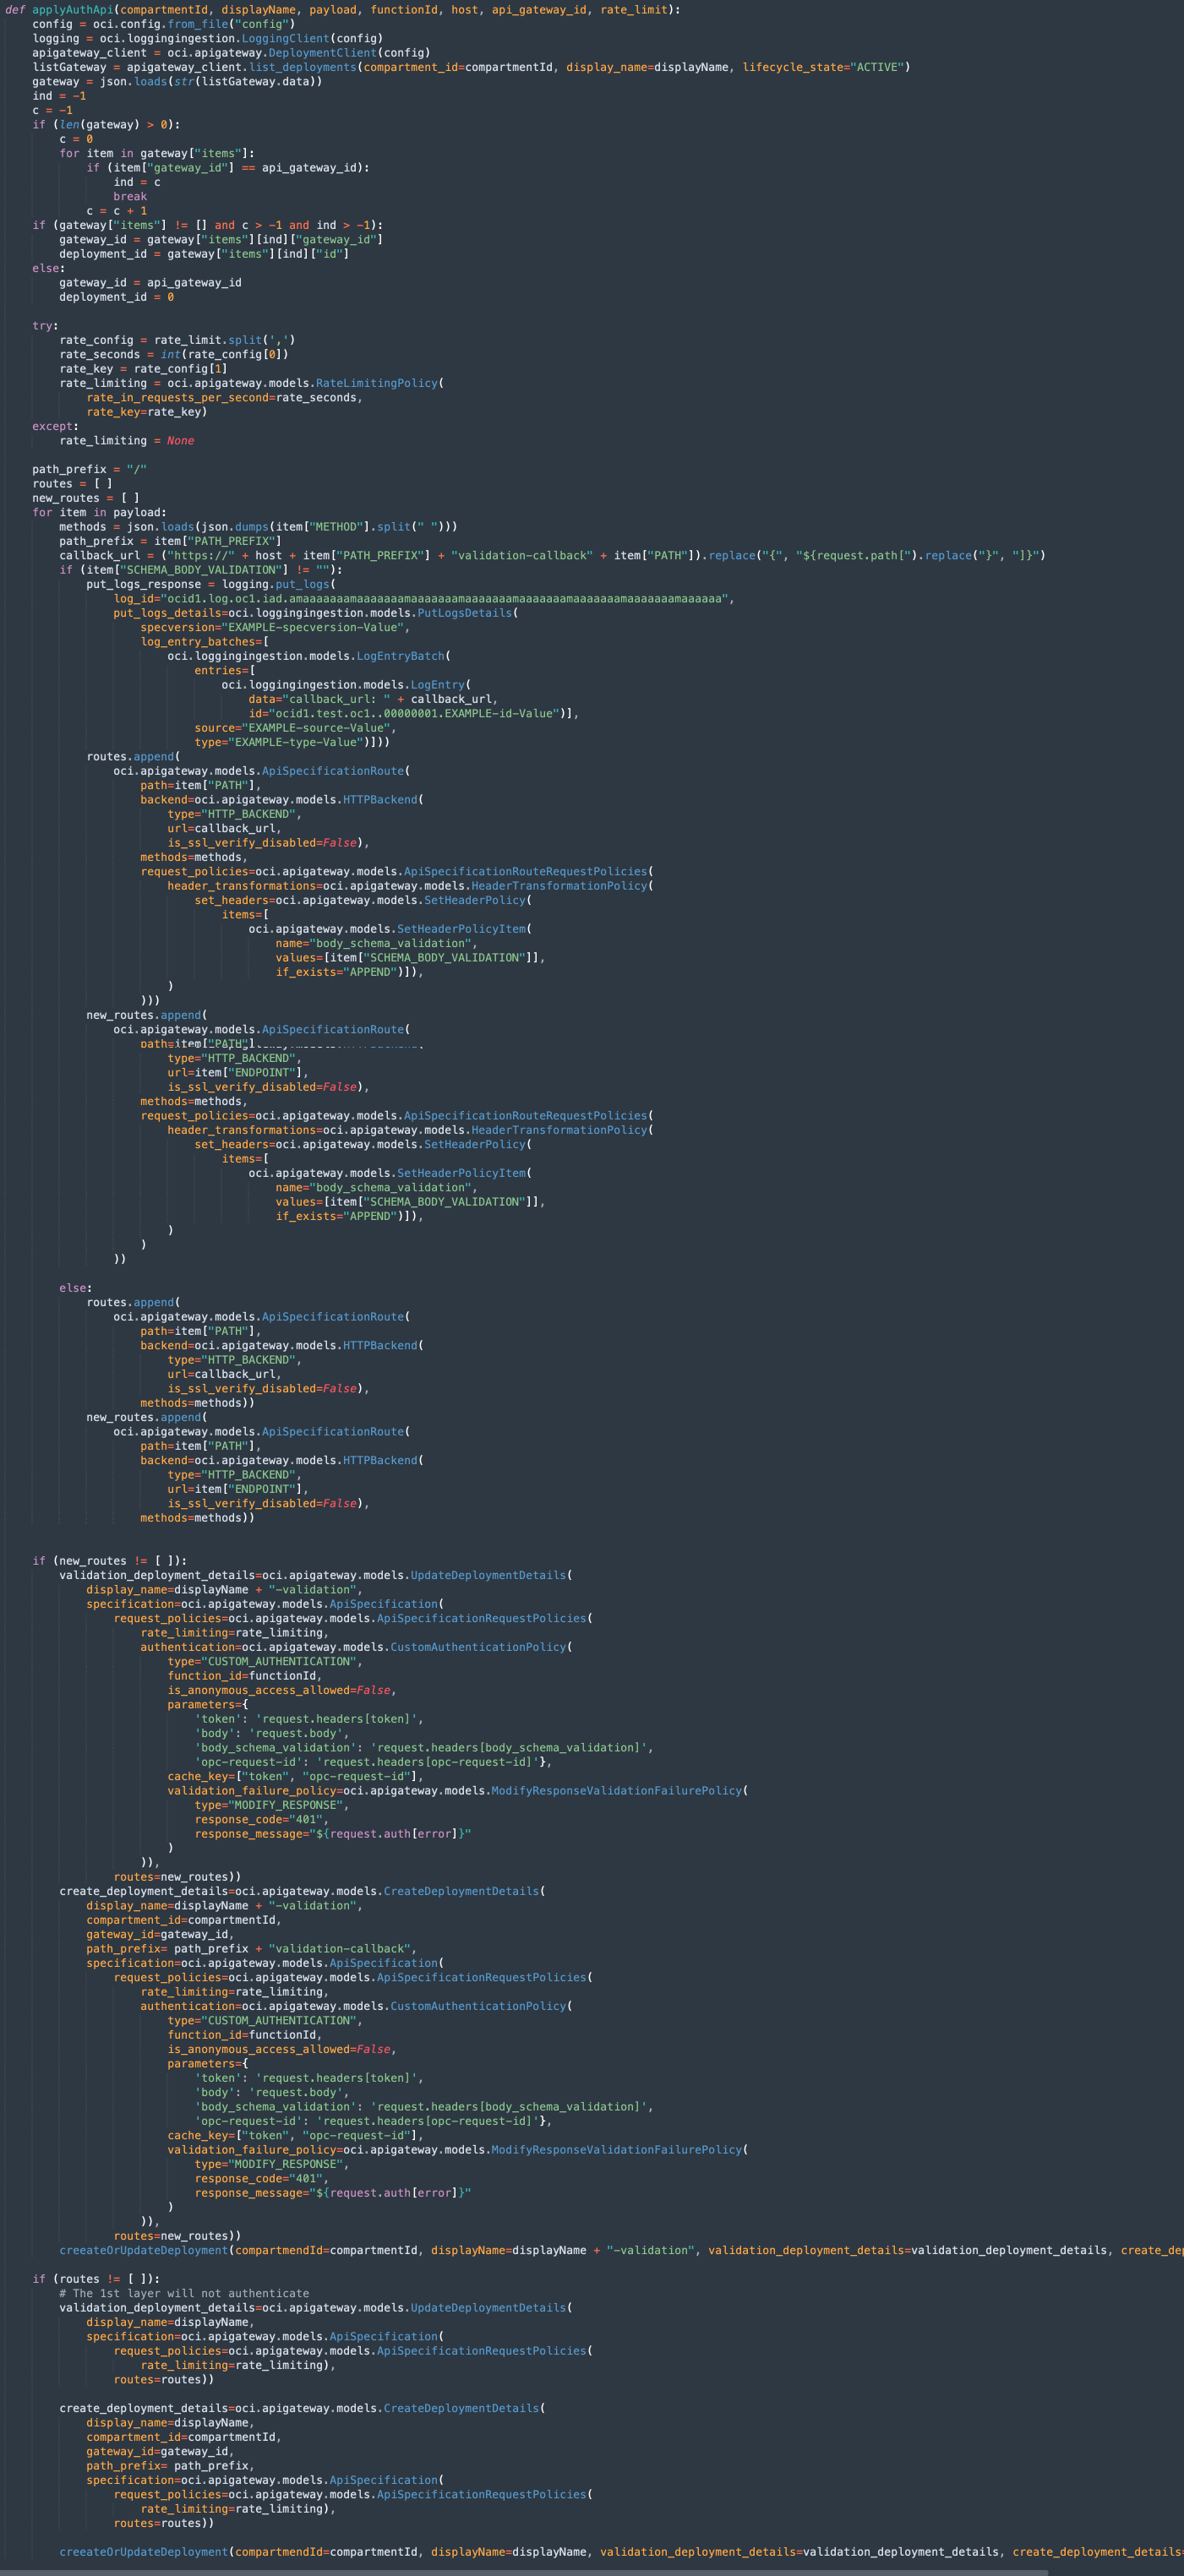 def applyAuthApi(compartmentId, displayName, payload, functionId, host, api_gateway_id, rate_limit):
    config = oci.config.from_file("config")
    logging = oci.loggingingestion.LoggingClient(config)
    apigateway_client = oci.apigateway.DeploymentClient(config)
    listGateway = apigateway_client.list_deployments(compartment_id=compartmentId, display_name=displayName, lifecycle_state="ACTIVE")
    gateway = json.loads(str(listGateway.data))
    ind = -1
    c = -1
    if (len(gateway) > 0):
        c = 0
        for item in gateway["items"]:
            if (item["gateway_id"] == api_gateway_id):
                ind = c
                break
            c = c + 1
    if (gateway["items"] != [] and c > -1 and ind > -1):
        gateway_id = gateway["items"][ind]["gateway_id"]
        deployment_id = gateway["items"][ind]["id"]
    else:
        gateway_id = api_gateway_id
        deployment_id = 0

    try:
        rate_config = rate_limit.split(',')
        rate_seconds = int(rate_config[0])
        rate_key = rate_config[1]
        rate_limiting = oci.apigateway.models.RateLimitingPolicy(
            rate_in_requests_per_second=rate_seconds,
            rate_key=rate_key)
    except:
        rate_limiting = None

    path_prefix = "/"
    routes = [ ]
    new_routes = [ ]
    for item in payload:
        methods = json.loads(json.dumps(item["METHOD"].split(" ")))
        path_prefix = item["PATH_PREFIX"]
        callback_url = ("https://" + host + item["PATH_PREFIX"] + "validation-callback" + item["PATH"]).replace("{", "${request.path[").replace("}", "]}")
        if (item["SCHEMA_BODY_VALIDATION"] != ""):
            put_logs_response = logging.put_logs(
                log_id="ocid1.log.oc1.iad.amaaaaaaamaaaaaaamaaaaaaamaaaaaaamaaaaaaamaaaaaaamaaaaaaamaaaaaa",
                put_logs_details=oci.loggingingestion.models.PutLogsDetails(
                    specversion="EXAMPLE-specversion-Value",
                    log_entry_batches=[
                        oci.loggingingestion.models.LogEntryBatch(
                            entries=[
                                oci.loggingingestion.models.LogEntry(
                                    data="callback_url: " + callback_url,
                                    id="ocid1.test.oc1..00000001.EXAMPLE-id-Value")],
                            source="EXAMPLE-source-Value",
                            type="EXAMPLE-type-Value")]))
            routes.append(
                oci.apigateway.models.ApiSpecificationRoute(
                    path=item["PATH"],
                    backend=oci.apigateway.models.HTTPBackend(
                        type="HTTP_BACKEND",
                        url=callback_url,
                        is_ssl_verify_disabled=False),
                    methods=methods,
                    request_policies=oci.apigateway.models.ApiSpecificationRouteRequestPolicies(
                        header_transformations=oci.apigateway.models.HeaderTransformationPolicy(
                            set_headers=oci.apigateway.models.SetHeaderPolicy(
                                items=[
                                    oci.apigateway.models.SetHeaderPolicyItem(
                                        name="body_schema_validation",
                                        values=[item["SCHEMA_BODY_VALIDATION"]],
                                        if_exists="APPEND")]),
                        )
                    )))
            new_routes.append(
                oci.apigateway.models.ApiSpecificationRoute(
                    path=item["PATH"]
                        type="HTTP_BACKEND",
                        url=item["ENDPOINT"],
                        is_ssl_verify_disabled=False),
                    methods=methods,
                    request_policies=oci.apigateway.models.ApiSpecificationRouteRequestPolicies(
                        header_transformations=oci.apigateway.models.HeaderTransformationPolicy(
                            set_headers=oci.apigateway.models.SetHeaderPolicy(
                                items=[
                                    oci.apigateway.models.SetHeaderPolicyItem(
                                        name="body_schema_validation",
                                        values=[item["SCHEMA_BODY_VALIDATION"]],
                                        if_exists="APPEND")]),
                        )
                    )
                ))

        else:
            routes.append(
                oci.apigateway.models.ApiSpecificationRoute(
                    path=item["PATH"],
                    backend=oci.apigateway.models.HTTPBackend(
                        type="HTTP_BACKEND",
                        url=callback_url,
                        is_ssl_verify_disabled=False),
                    methods=methods))
            new_routes.append(
                oci.apigateway.models.ApiSpecificationRoute(
                    path=item["PATH"],
                    backend=oci.apigateway.models.HTTPBackend(
                        type="HTTP_BACKEND",
                        url=item["ENDPOINT"],
                        is_ssl_verify_disabled=False),
                    methods=methods))


    if (new_routes != [ ]):
        validation_deployment_details=oci.apigateway.models.UpdateDeploymentDetails(
            display_name=displayName + "-validation",
            specification=oci.apigateway.models.ApiSpecification(
                request_policies=oci.apigateway.models.ApiSpecificationRequestPolicies(
                    rate_limiting=rate_limiting,
                    authentication=oci.apigateway.models.CustomAuthenticationPolicy(
                        type="CUSTOM_AUTHENTICATION",
                        function_id=functionId,
                        is_anonymous_access_allowed=False,
                        parameters={
                            'token': 'request.headers[token]',
                            'body': 'request.body',
                            'body_schema_validation': 'request.headers[body_schema_validation]',
                            'opc-request-id': 'request.headers[opc-request-id]'},
                        cache_key=["token", "opc-request-id"],
                        validation_failure_policy=oci.apigateway.models.ModifyResponseValidationFailurePolicy(
                            type="MODIFY_RESPONSE",
                            response_code="401",
                            response_message="${request.auth[error]}"
                        )
                    )),
                routes=new_routes))
        create_deployment_details=oci.apigateway.models.CreateDeploymentDetails(
            display_name=displayName + "-validation",
            compartment_id=compartmentId,
            gateway_id=gateway_id,
            path_prefix= path_prefix + "validation-callback",
            specification=oci.apigateway.models.ApiSpecification(
                request_policies=oci.apigateway.models.ApiSpecificationRequestPolicies(
                    rate_limiting=rate_limiting,
                    authentication=oci.apigateway.models.CustomAuthenticationPolicy(
                        type="CUSTOM_AUTHENTICATION",
                        function_id=functionId,
                        is_anonymous_access_allowed=False,
                        parameters={
                            'token': 'request.headers[token]',
                            'body': 'request.body',
                            'body_schema_validation': 'request.headers[body_schema_validation]',
                            'opc-request-id': 'request.headers[opc-request-id]'},
                        cache_key=["token", "opc-request-id"],
                        validation_failure_policy=oci.apigateway.models.ModifyResponseValidationFailurePolicy(
                            type="MODIFY_RESPONSE",
                            response_code="401",
                            response_message="${request.auth[error]}"
                        )
                    )),
                routes=new_routes))
        creeateOrUpdateDeployment(compartmendId=compartmentId, displayName=displayName + "-validation", validation_deployment_details=validation_deployment_details, create_de

    if (routes != [ ]):
        # The 1st layer will not authenticate
        validation_deployment_details=oci.apigateway.models.UpdateDeploymentDetails(
            display_name=displayName,
            specification=oci.apigateway.models.ApiSpecification(
                request_policies=oci.apigateway.models.ApiSpecificationRequestPolicies(
                    rate_limiting=rate_limiting),
                routes=routes))

        create_deployment_details=oci.apigateway.models.CreateDeploymentDetails(
            display_name=displayName,
            compartment_id=compartmentId,
            gateway_id=gateway_id,
            path_prefix= path_prefix,
            specification=oci.apigateway.models.ApiSpecification(
                request_policies=oci.apigateway.models.ApiSpecificationRequestPolicies(
                    rate_limiting=rate_limiting),
                routes=routes))

        creeateOrUpdateDeployment(compartmendId=compartmentId, displayName=displayName, validation_deployment_details=validation_deployment_details, create_deployment_details=